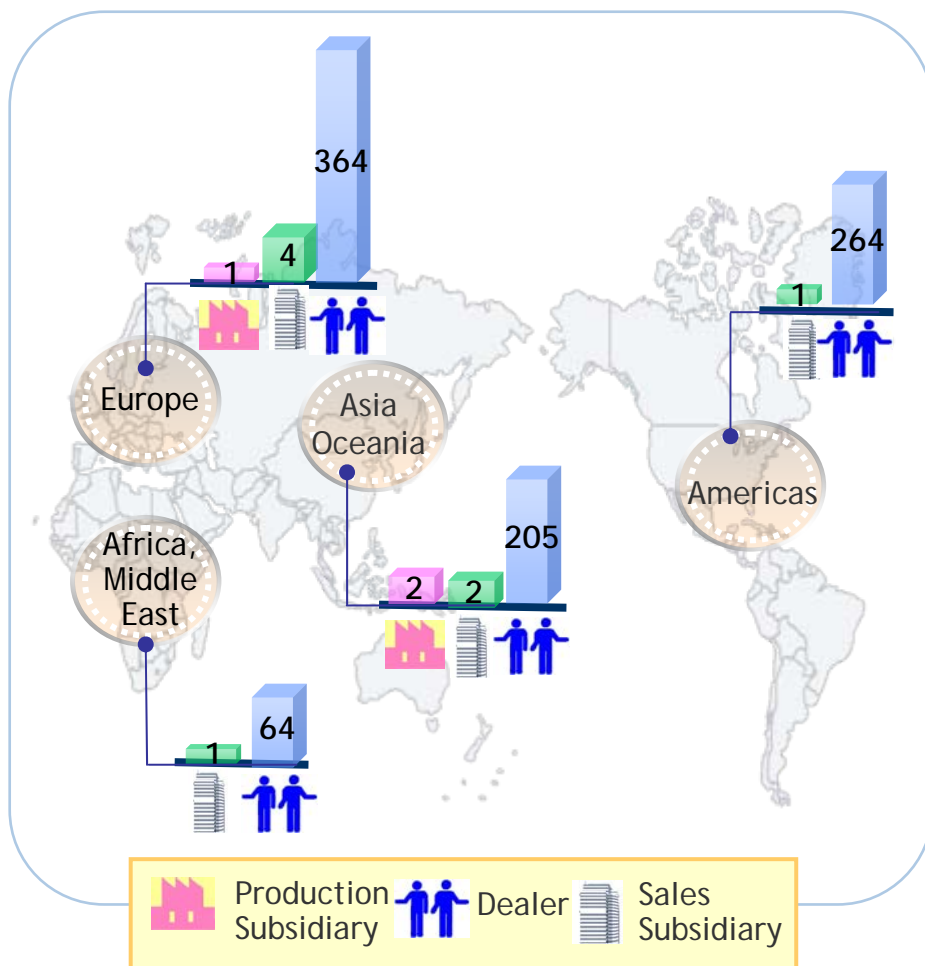 364
1
4
264
1
Europe
Asia
Oceania
Americas
205
2
2
Africa,
Middle
East
64
1
Production
Subsidiary
Dealer
Sales
Subsidiary